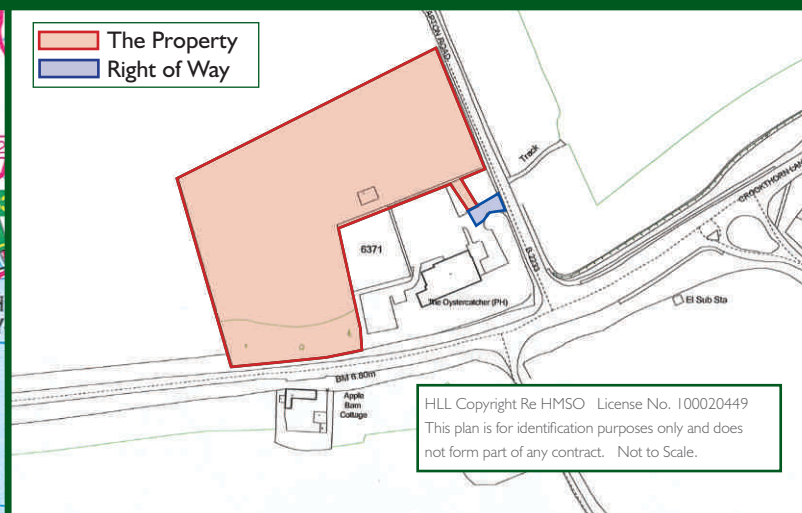 The Property
Right of Way
Track
B 2233
6371
The Oystercatcher (PH)
El Sub Sta
BM 6.80m
Apple
Barn
Cottage
HLL Copyright Re HMSO License No. 100020449
This plan is for identification purposes only and does
not form part of any contract. Not to Scale.